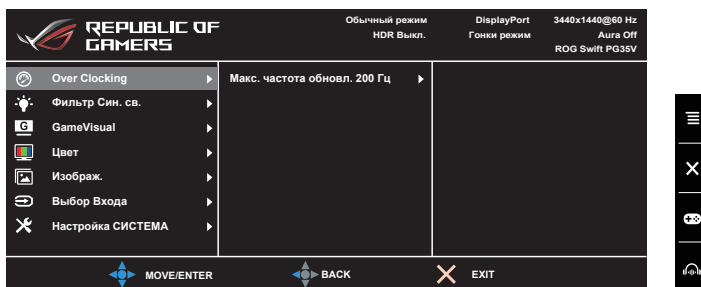 REPUBLIC OF
GAMERS
Обычный режим
HDR Выкл.
DisplayPort
Гонки режим
3440x1440@60 Hz
Aura Off
ROG Swift PG35V
Over Clocking
Макс. частота обновл. 200 Гц
Фильтр Син. св.
G GameVisual
Цвет
Изображ.
Выбор Входа
Настройка СИСТЕМА
MOVE/ENTER
BACK
EXIT